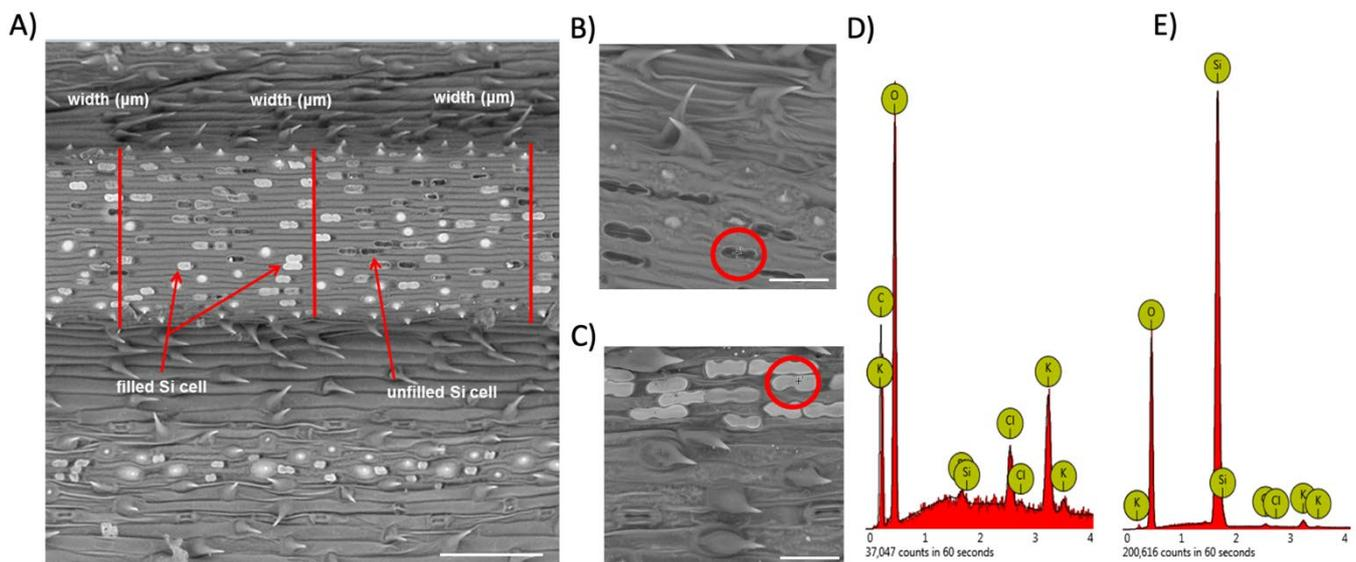 A)
width (µm) width (µm) width (µm)
filled Si cell
unfilled Si cell
B)
C)
D)
O
C
K
K
Cl
Si
Cl
K
0 1 2 3 4
37,047 counts in 60 seconds
E)
Si
O
K
Si
Cl
K
K
0 1 2 3 4
200,616 counts in 60 seconds